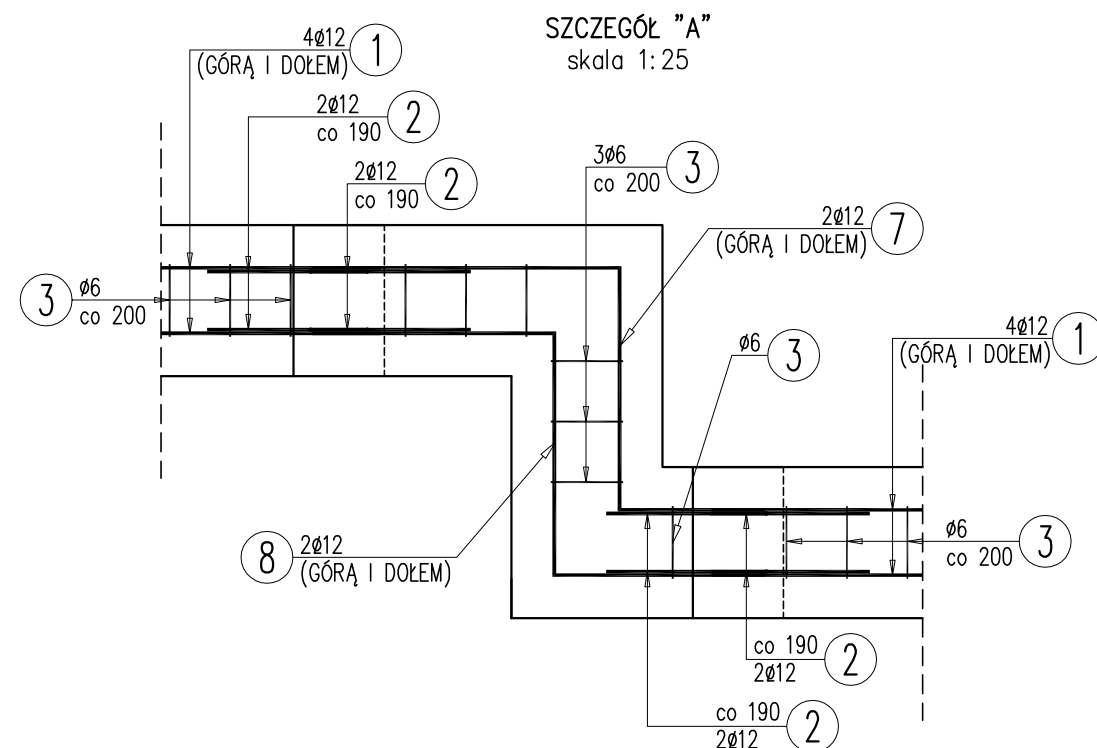 SZCZEGÓŁ "A"
skala 1:25
4ø12
(GÓRĄ I DOŁEM)
1
2ø12
co 190
2
2ø12
co 190
2
3ø6
co 200
3
2ø12
(GÓRĄ I DOŁEM)
7
3
ø6
co 200
ø6
3
4ø12
(GÓRĄ I DOŁEM)
1
8
2ø12
(GÓRĄ I DOŁEM)
ø6
co 200
3
co 190
2ø12
2
co 190
2ø12
2